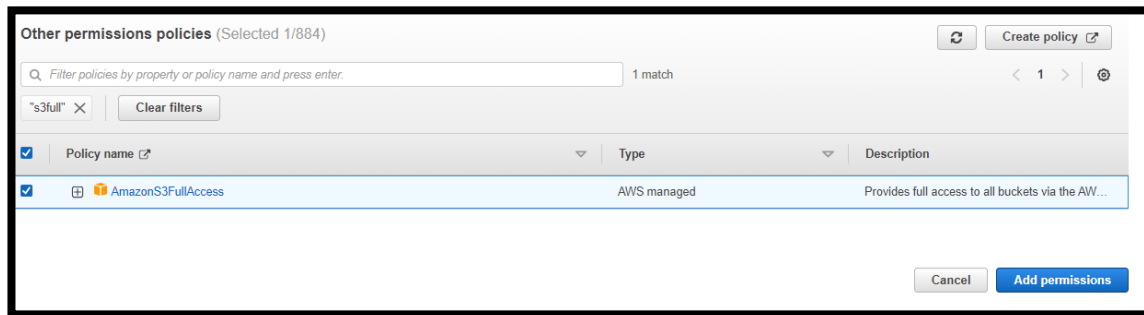 Other permissions policies (Selected 1/884)
Create policy
Filter policies by property or policy name and press enter.
1 match
1
"s3full"
Clear filters
Policy name
Type
Description
AmazonS3FullAccess
AWS managed
Provides full access to all buckets via the AW...
Cancel
Add permissions